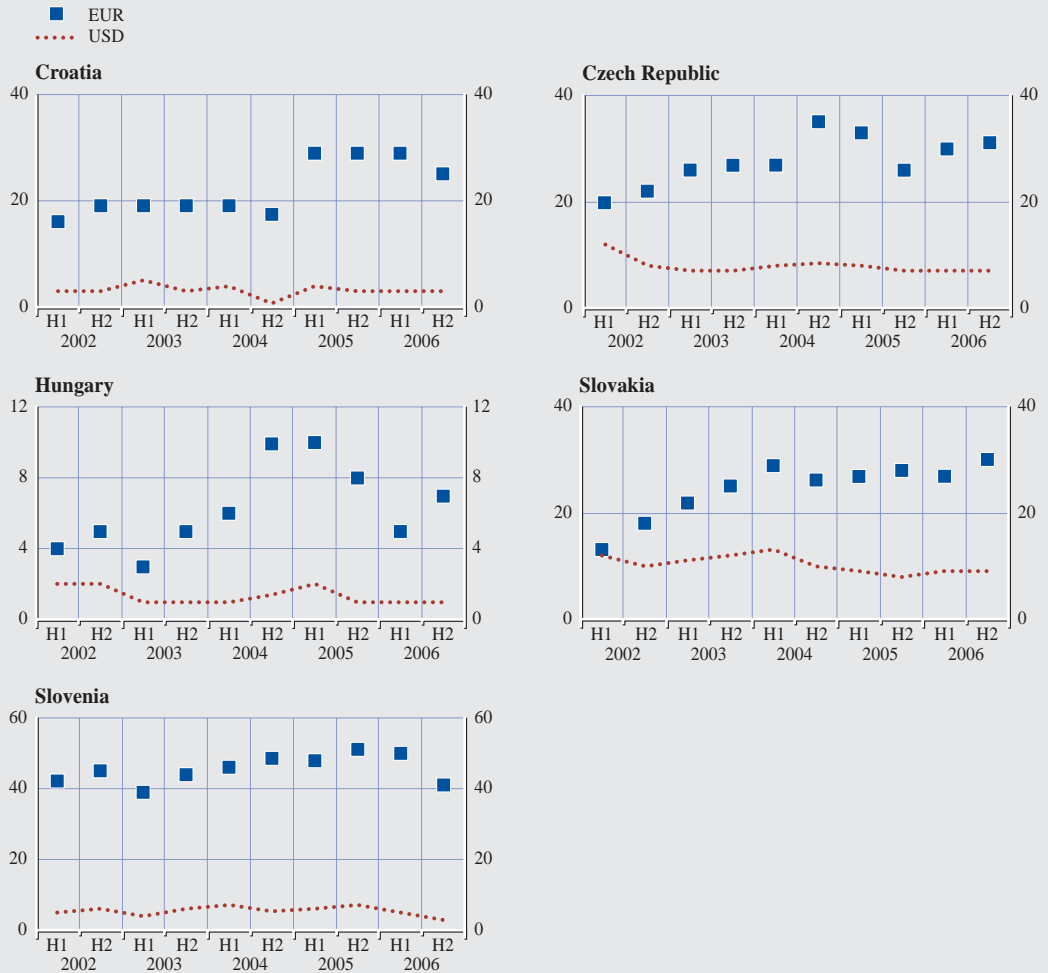 EUR
USD
Croatia
40 40
20 20
0 0
H1 H2 H1 H2 H1 H2 H1 H2 H1 H2
2002 2003 2004 2005 2006
Czech Republic
40 40
20 20
0 0
H1 H2 H1 H2 H1 H2 H1 H2 H1 H2
2002 2003 2004 2005 2006
Hungary
12 12
8 8
4 4
0 0
H1 H2 H1 H2 H1 H2 H1 H2 H1 H2
2002 2003 2004 2005 2006
Slovakia
40 40
20 20
0 0
H1 H2 H1 H2 H1 H2 H1 H2 H1 H2
2002 2003 2004 2005 2006
Slovenia
60 60
40 40
20 20
0 0
H1 H2 H1 H2 H1 H2 H1 H2 H1 H2
2002 2003 2004 2005 2006